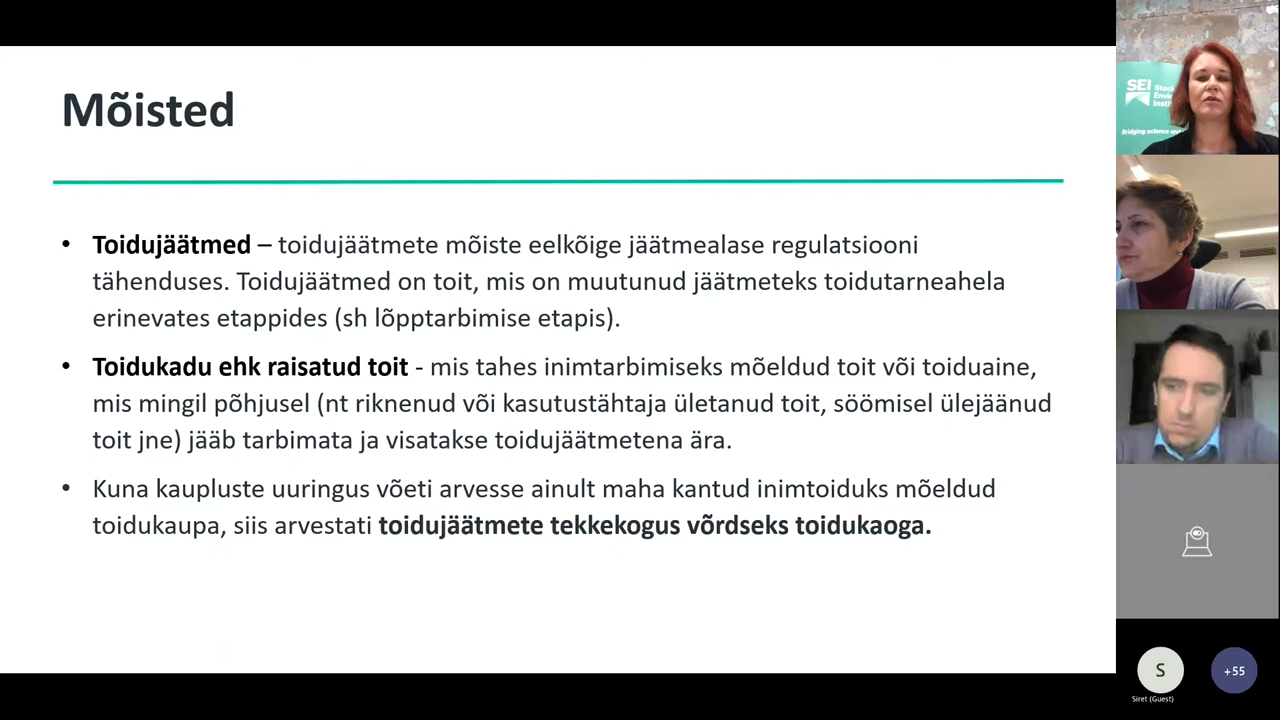 Mõisted
• Toidujäätmed – toidujäätmete mõiste eelkõige jäätmealase regulatsiooni
tähenduses. Toidujäätmed on toit, mis on muutunud jäätmeteks toidutarneahela
erinevates etappides (sh lõpptarbimise etapis).
• Toidukadu ehk raisatud toit - mis tahes inimtarbimiseks mõeldud toit või toiduaine,
mis mingil põhjusel (nt riknenud või kasutustähtaja ületanud toit, söömisel ülejäänud
toit jne) jääb tarbimata ja visatakse toidujäätmetena ära.
• Kuna kaupluste uuringus võeti arvesse ainult maha kantud inimtoiduks mõeldud
toidukaupa, siis arvestati toidujäätmete tekkekogus võrdseks toidukaoga.
SEI
Bridging science
S
+55
Siret (Guest)